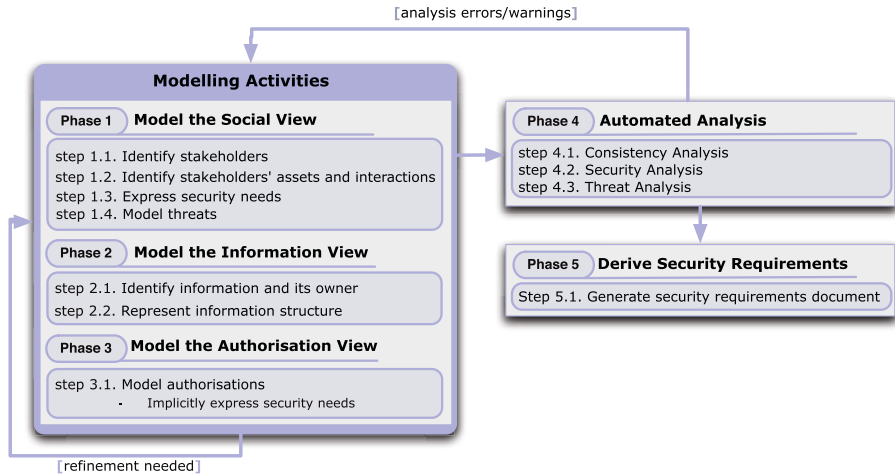 [analysis errors/warnings]
Modelling Activities
Phase 1 Model the Social View
step 1.1. Identify stakeholders
step 1.2. Identify stakeholders' assets and interactions
step 1.3. Express security needs
step 1.4. Model threats
Phase 2 Model the Information View
step 2.1. Identify information and its owner
step 2.2. Represent information structure
Phase 3 Model the Authorisation View
step 3.1. Model authorisations
- Implicitly express security needs
[refinement needed]
Phase 4 Automated Analysis
step 4.1. Consistency Analysis
step 4.2. Security Analysis
step 4.3. Threat Analysis
Phase 5 Derive Security Requirements
Step 5.1. Generate security requirements document